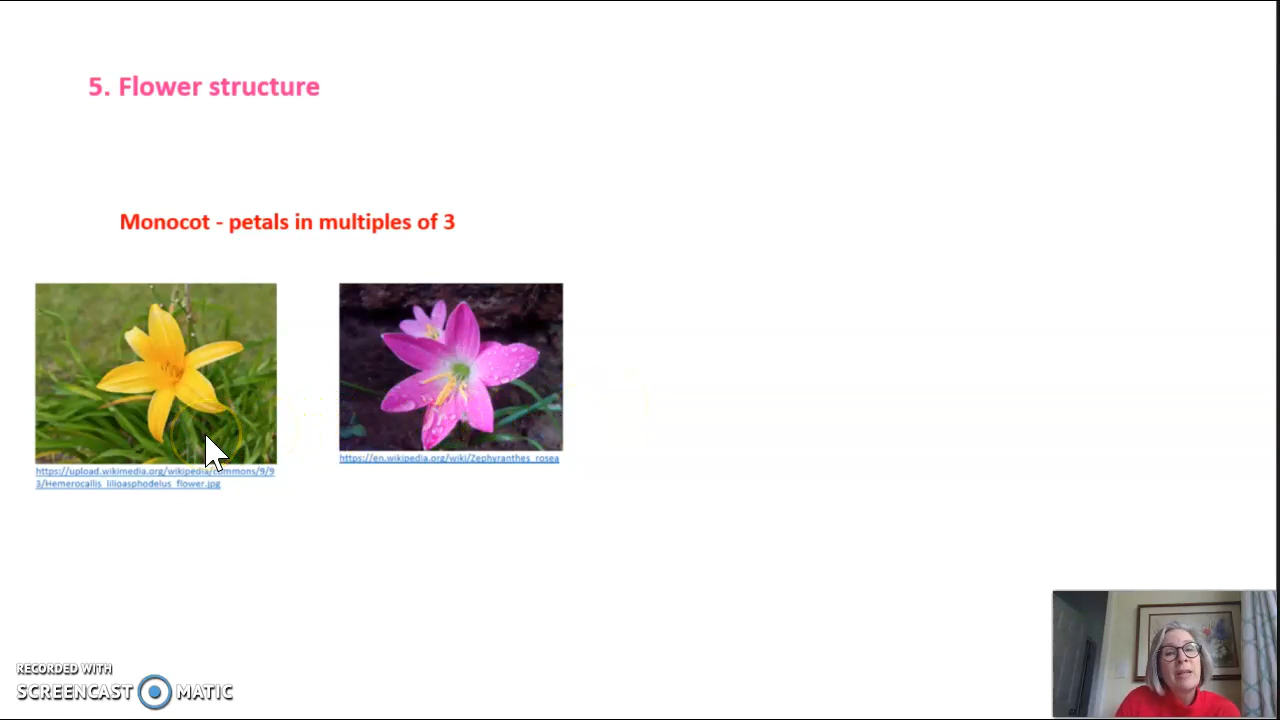 5. Flower structure
Monocot - petals in multiples of 3
https://upload.wikimedia.org/wikipedia/commons/9/9
3/Hemerocallis_lilioasphodelus_flower.jpg
https://en.wikipedia.org/wiki/Zephyranthes_rosea
RECORDED WITH
SCREENCAST MATIC